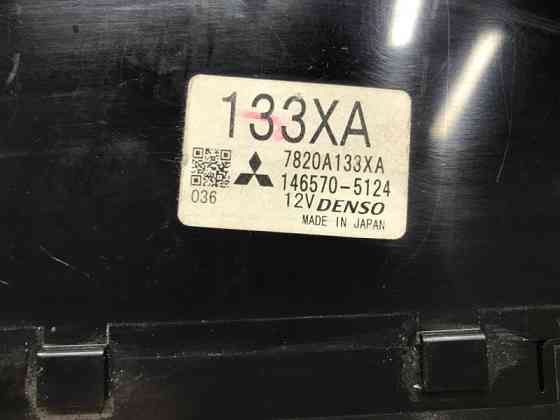 133XA
7820A133XA
146570-5124
036
12V DENSO
MADE IN JAPAN